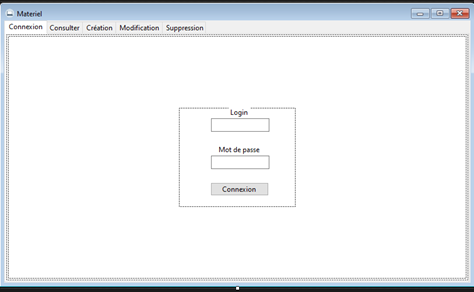 Materiel
Connexion Consulter Création Modification Suppression
Login
Mot de passe
Connexion